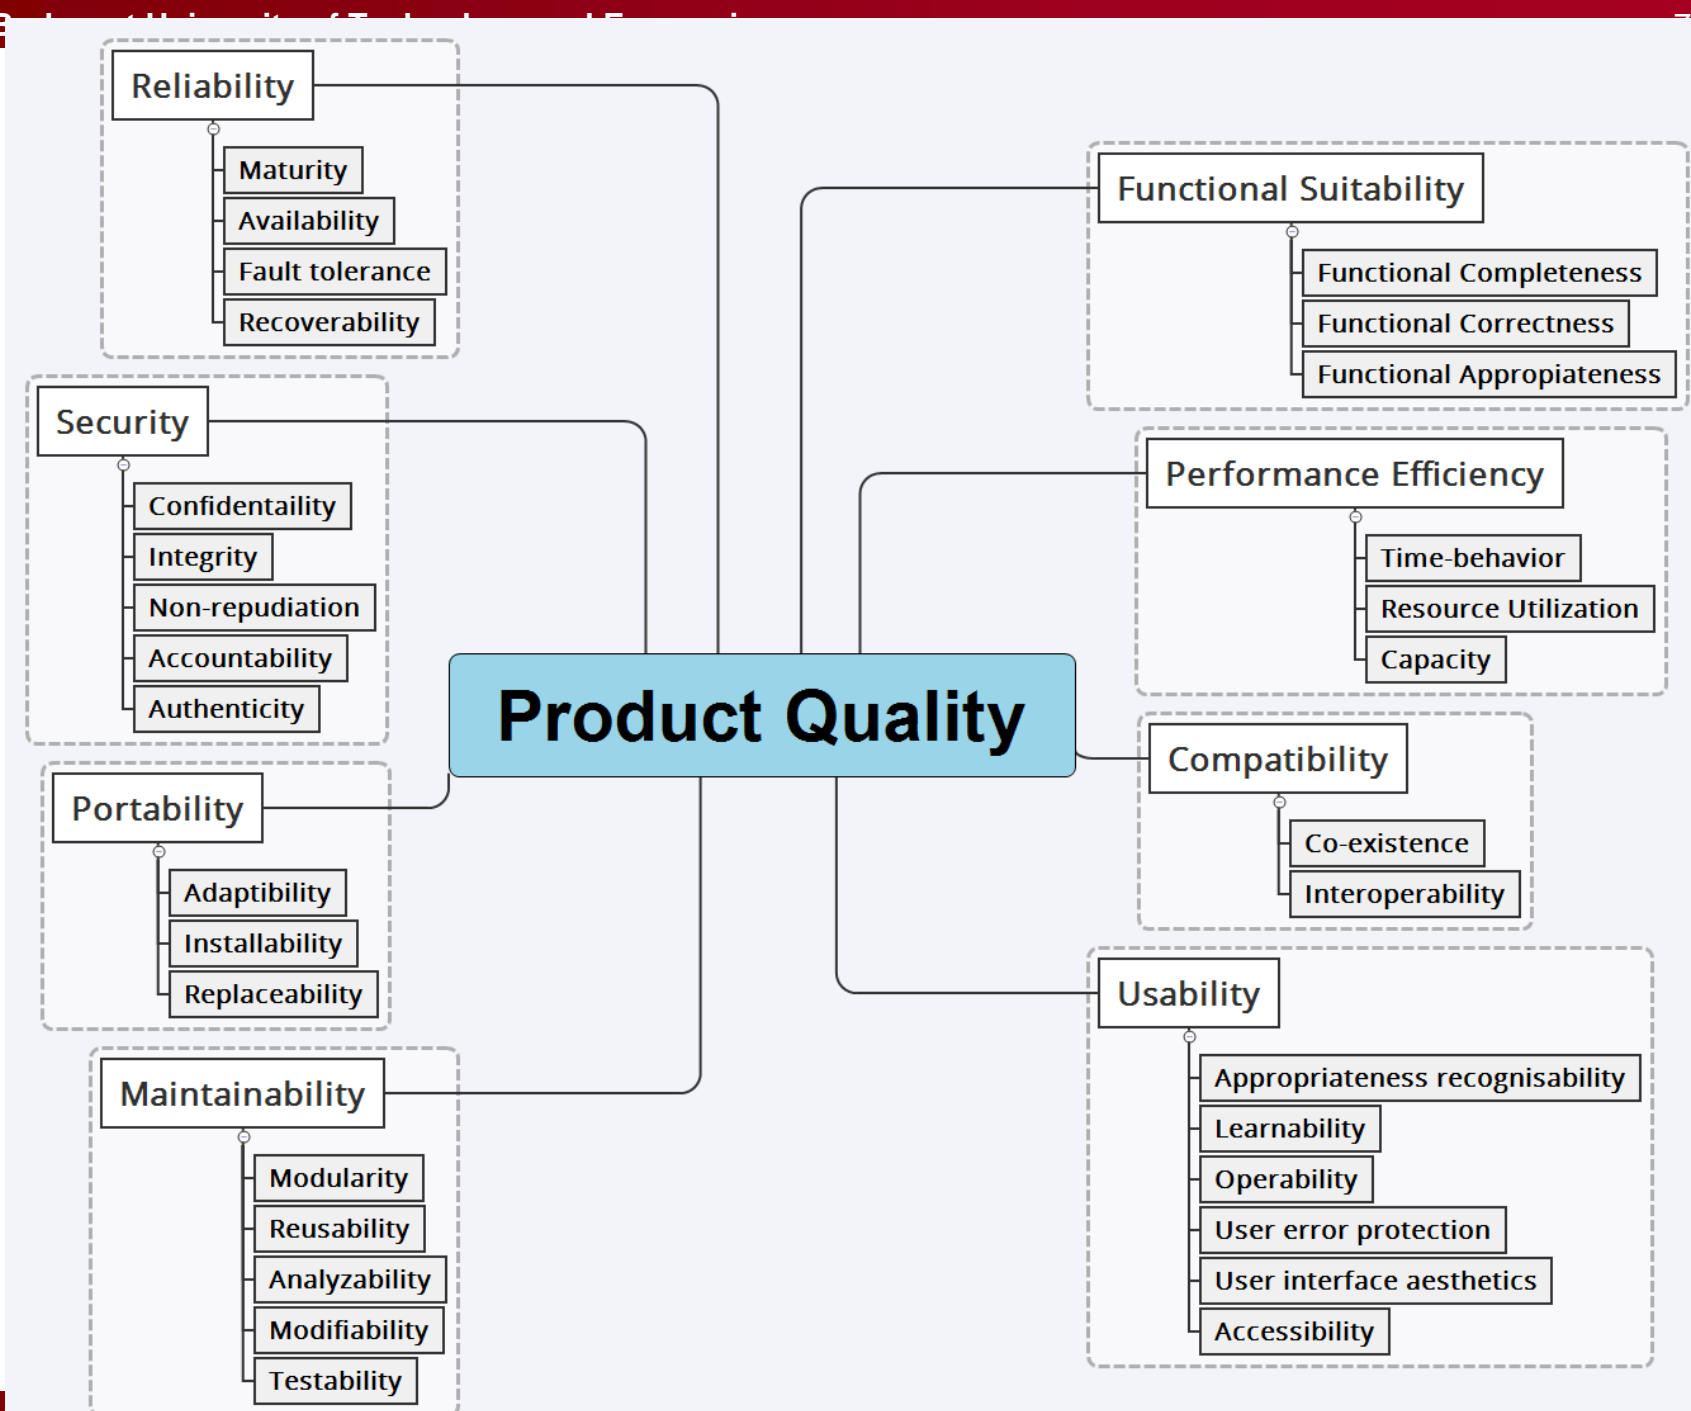 Reliability
Maturity
Availability
Fault tolerance
Recoverability
Security
Confidentaility
Integrity
Non-repudiation
Accountability
Authenticity
Portability
Adaptibility
Installability
Replaceability
Maintainability
Modularity
Reusability
Analyzability
Modifiability
Testability
Product Quality
Functional Suitability
Functional Completeness
Functional Correctness
Functional Appropiateness
Performance Efficiency
Time-behavior
Resource Utilization
Capacity
Compatibility
Co-existence
Interoperability
Usability
Appropriateness recognisability
Learnability
Operability
User error protection
User interface aesthetics
Accessibility